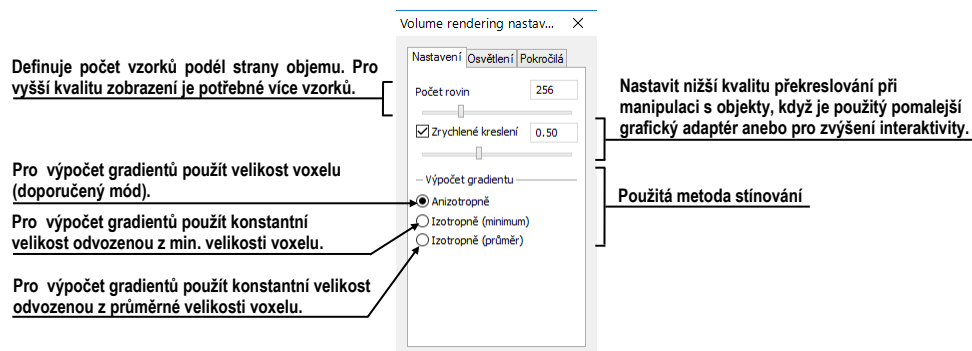 Volume rendering nastav...
Nastavení Osvětlení Pokročilá
Definuje počet vzorků podél strany objemu. Pro
vyšší kvalitu zobrazení je potřebné více vzorků.
Počet rovin 256
Zrychlené kreslení 0.50
Nastavit nižší kvalitu překreslování při
manipulaci s objekty, když je použitý pomalejší
grafický adaptér anebo pro zvýšení interaktivity.
Pro výpočet gradientů použít velikost voxelu
(doporučený mód).
Výpočet gradientu
Anizotropně
Izotropně (minimum)
Izotropně (průměr)
Použitá metoda stínování
Pro výpočet gradientů použít konstantní
velikost odvozenou z min. velikosti voxelu.
Pro výpočet gradientů použít konstantní velikost
odvozenou z průměrné velikosti voxelu.